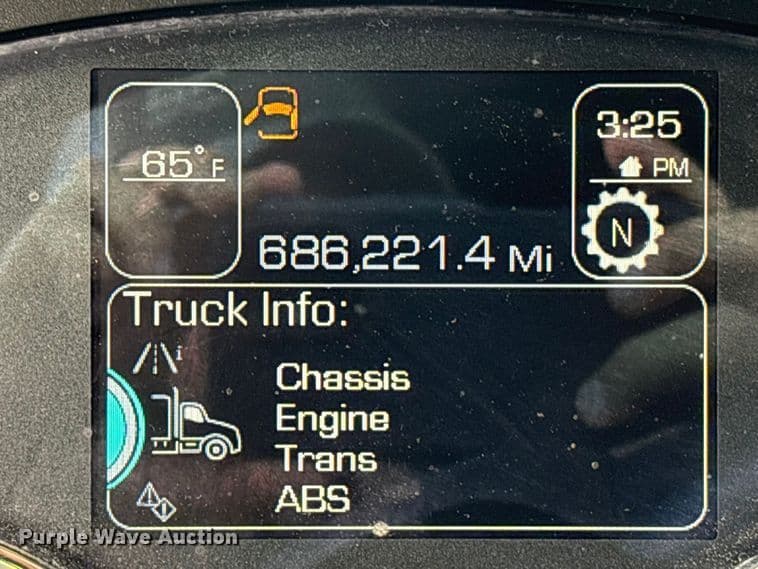 65°F
3:25
PM
N
686,221.4 Mi
Truck Info:
i
Chassis
Engine
Trans
ABS
Purple Wave Auction